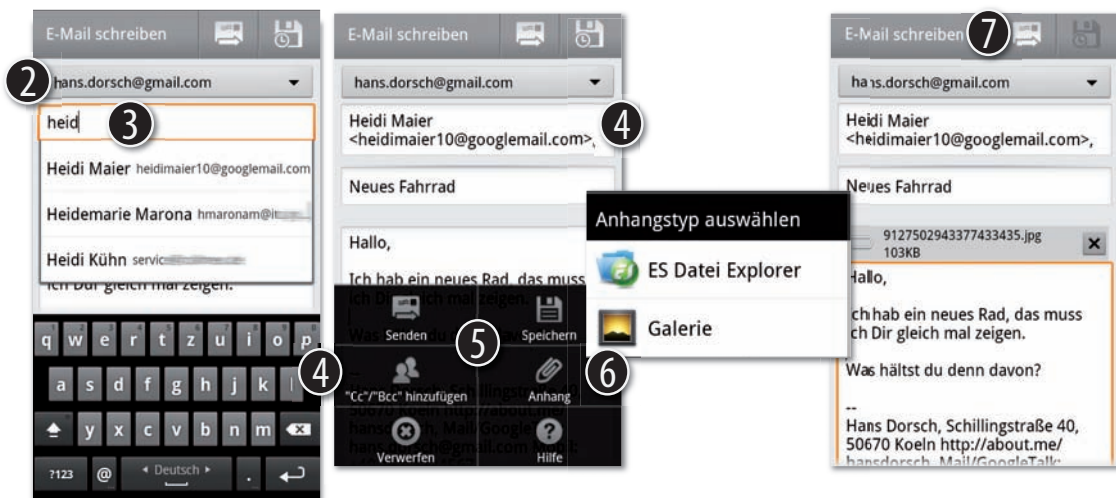 E-Mail schreiben
2
hans.dorsch@gmail.com
heid
3
Heidi Maier heidimaier10@googlemail.com
Heidemarie Marona
Heidi Kühn
Ich Dur gleich mal zeigen.
q w e r t z u i o p
a s d f g h j k l
y x c v b n m
?123 @ Deutsch .
E-Mail schreiben
hans.dorsch@gmail.com
Heidi Maier
<heidimaier10@googlemail.com>,
4
Neues Fahrrad
Hallo,
Ich hab ein neues Rad, das muss
ich Dir gleich mal zeigen.
Senden
5
Speichern
4
"Cc"/"Bcc" hinzufügen
Anhang
6
Verwerfen
Hilfe
Anhangstyp auswählen
ES Datei Explorer
Galerie
E-Mail schreiben
7
hans.dorsch@gmail.com
Heidi Maier
<heidimaier10@googlemail.com>,
Neues Fahrrad
9127502943377433435.jpg
103KB
Hallo,
ich hab ein neues Rad, das muss
ich Dir gleich mal zeigen.
Was hältst du denn davon?
--
Hans Dorsch, Schillingstraße 40,
50670 Koeln http://about.me/
hansdorsch, Mail/GoogleTalk: